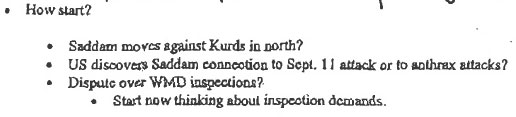 • How start?
• Saddam moves against Kurds in north?
• US discovers Saddam connection to Sept. 11 attack or to anthrax attacks?
• Dispute over WMD inspections?
• Start now thinking about inspection demands.